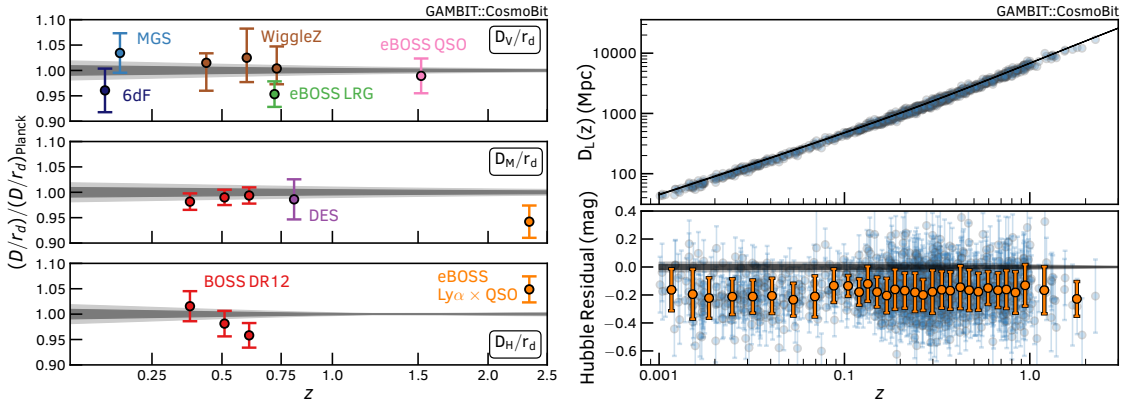 GAMBIT::CosmoBit
(D/r_d)/(D/r_d)_Planck
1.10
1.05
1.00
0.95
0.90
MGS
6dF
WiggleZ
eBOSS LRG
eBOSS QSO
D_V/r_d
1.10
1.05
1.00
0.95
0.90
D_M/r_d
DES
1.10
1.05
1.00
0.95
0.90
BOSS DR12
eBOSS
Lyα × QSO
D_H/r_d
0.25
0.5
0.75
1.0
1.5
2.0
2.5
z
GAMBIT::CosmoBit
D_L(z) (Mpc)
10000
1000
100
Hubble Residual (mag)
0.4
0.2
0.0
−0.2
−0.4
−0.6
0.001
0.1
1.0
z